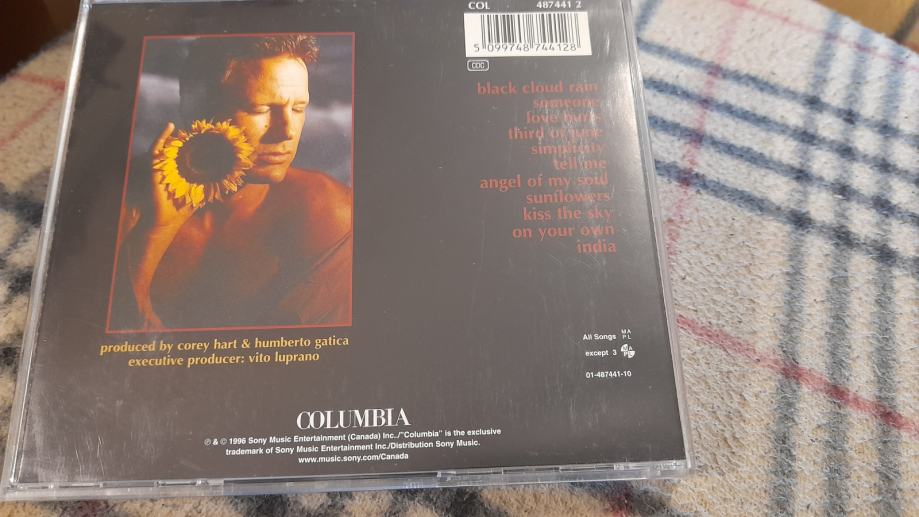 COL 487441 2
5 099748 744128
CDC
black cloud rain
someone
love hurts
third of june
simplicity
tell me
angel of my soul
sunflowers
kiss the sky
on your own
india
produced by corey hart & humberto gatica
executive producer: vito luprano
All Songs MAPL
except 3 MAPL
01-487441-10
COLUMBIA
℗ & © 1996 Sony Music Entertainment (Canada) Inc./"Columbia" is the exclusive
trademark of Sony Music Entertainment Inc./Distribution Sony Music.
www.music.sony.com/Canada